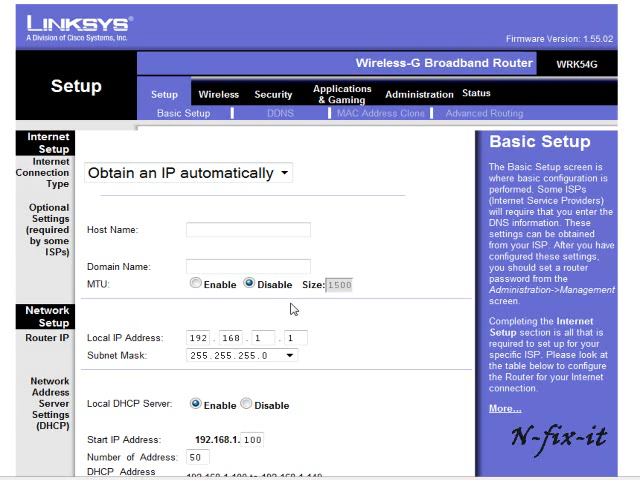 LINKSYS®
A Division of Cisco Systems, Inc.
Firmware Version: 1.55.02
Wireless-G Broadband Router WRK54G
Setup
Setup Wireless Security Applications & Gaming Administration Status
Basic Setup DDNS MAC Address Clone Advanced Routing
Internet
Setup
Internet
Connection
Type
Obtain an IP automatically
Optional
Settings
(required
by some
ISPs)
Host Name:
Domain Name:
MTU: Enable Disable Size: 1500
Network
Setup
Router IP
Local IP Address: 192 . 168 . 1 . 1
Subnet Mask: 255.255.255.0
Network
Address
Server
Settings
(DHCP)
Local DHCP Server: Enable Disable
Start IP Address: 192.168.1. 100
Number of Address: 50
DHCP Address 192.168.1.100 to 192.168.1.149
Basic Setup
The Basic Setup screen is
where basic configuration is
performed. Some ISPs
(Internet Service Providers)
will require that you enter the
DNS information. These
settings can be obtained
from your ISP. After you have
configured these settings,
you should set a router
password from the
Administration->Management
screen.
Completing the Internet
Setup section is all that is
required to set up for your
specific ISP. Please look at
the table below to configure
the Router for your Internet
connection.
More...
N-fix-it